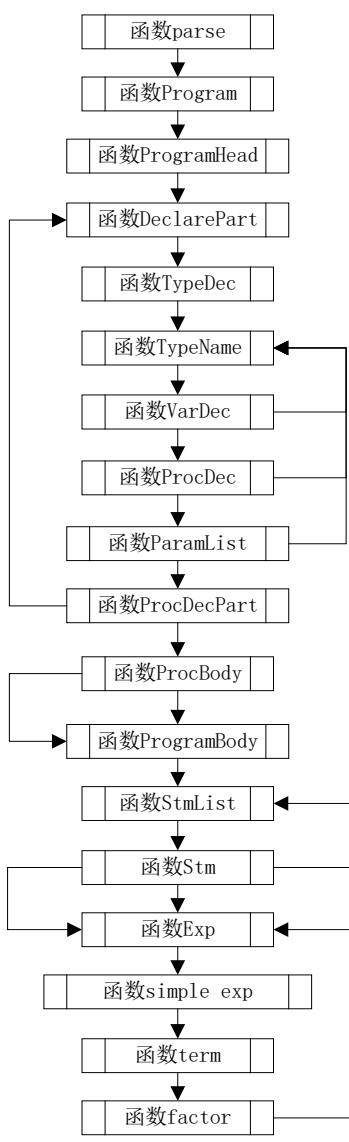 函数parse
函数Program
函数ProgramHead
函数DeclarePart
函数TypeDec
函数TypeName
函数VarDec
函数ProcDec
函数ParamList
函数ProcDecPart
函数ProcBody
函数ProgramBody
函数StmList
函数Stm
函数Exp
函数simple exp
函数term
函数factor